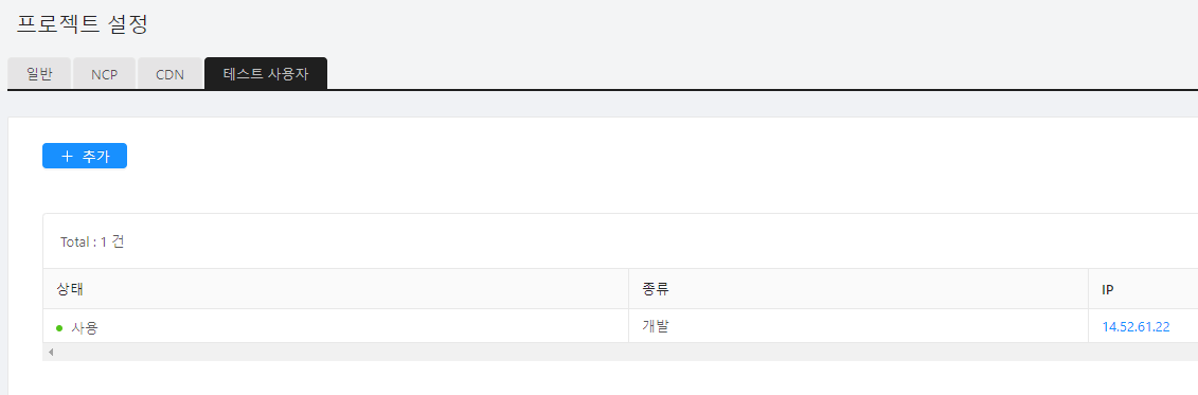 프로젝트 설정
일반 NCP CDN 테스트 사용자
+ 추가
Total : 1 건
상태 종류 IP
사용 개발 14.52.61.22